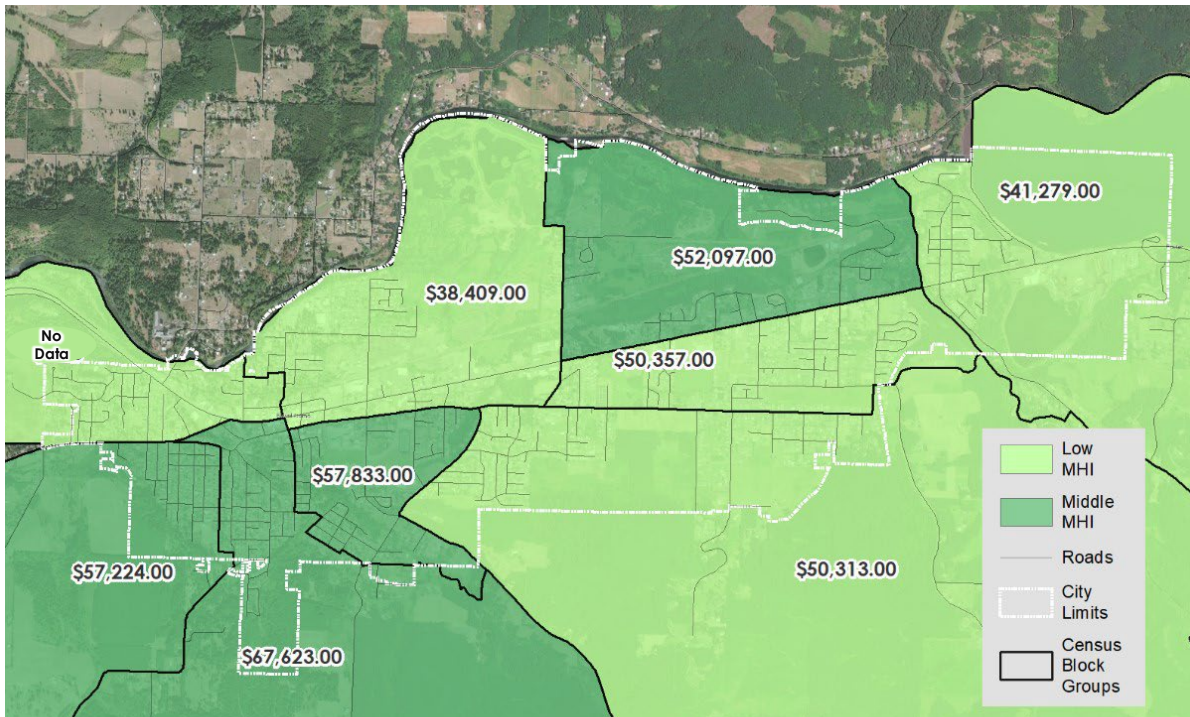 $41,279.00
$52,097.00
$38,409.00
No
Data
$50,357.00
$57,833.00
$57,224.00
$50,313.00
$67,623.00
Low
MHI
Middle
MHI
Roads
City
Limits
Census
Block
Groups